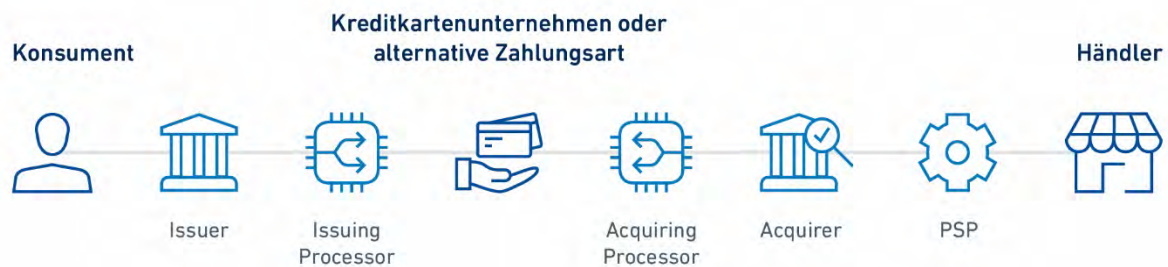 Kreditkartenunternehmen oder
alternative Zahlungsart
Konsument
Händler
Issuer
Issuing
Processor
Acquiring
Processor
Acquirer
PSP